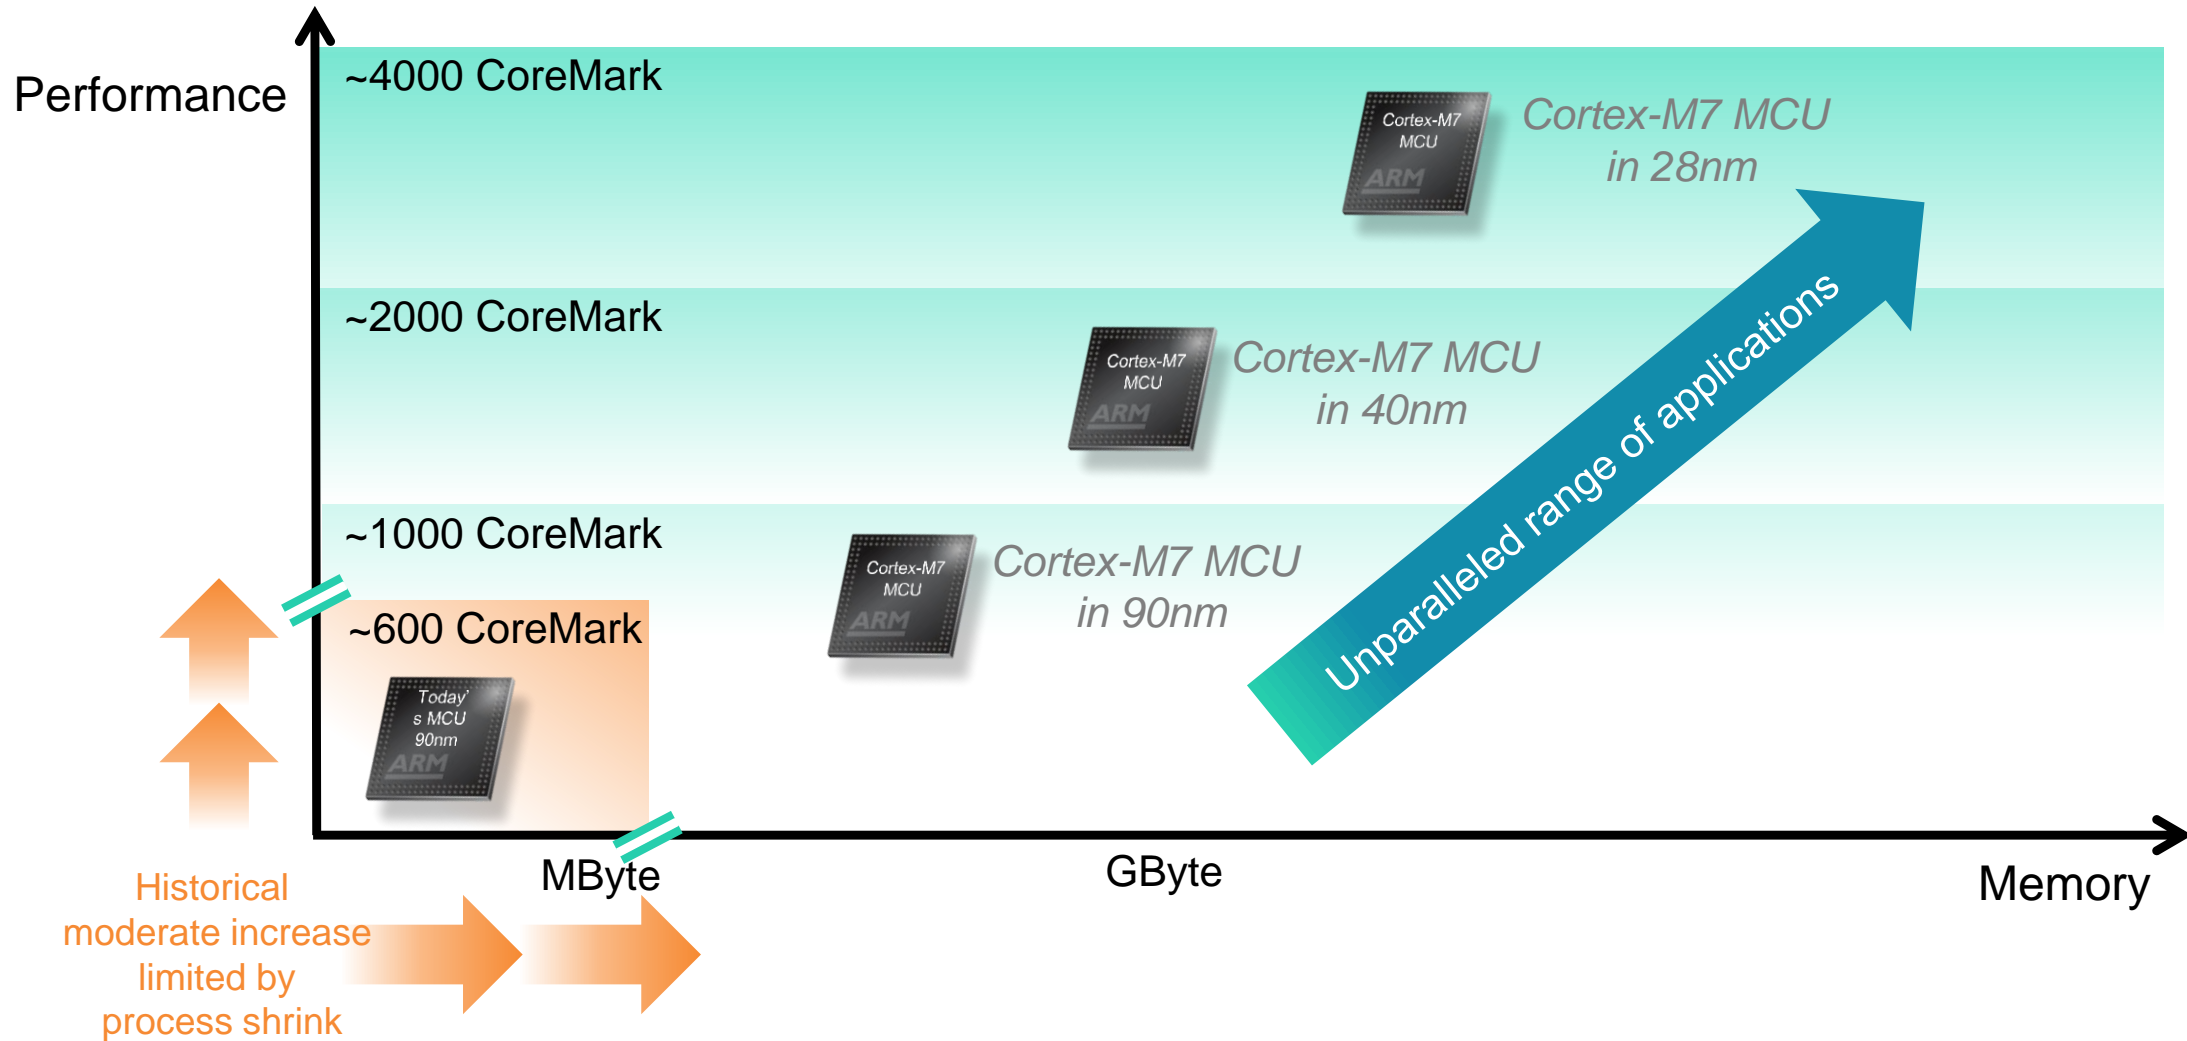 Performance
~4000 CoreMark
Cortex-M7
MCU
ARM
Cortex-M7 MCU
in 28nm
~2000 CoreMark
Cortex-M7
MCU
ARM
Cortex-M7 MCU
in 40nm
~1000 CoreMark
Cortex-M7
MCU
ARM
Cortex-M7 MCU
in 90nm
Unparalleled range of applications
~600 CoreMark
Today'
s MCU
90nm
ARM
MByte
GByte
Memory
Historical
moderate increase
limited by
process shrink